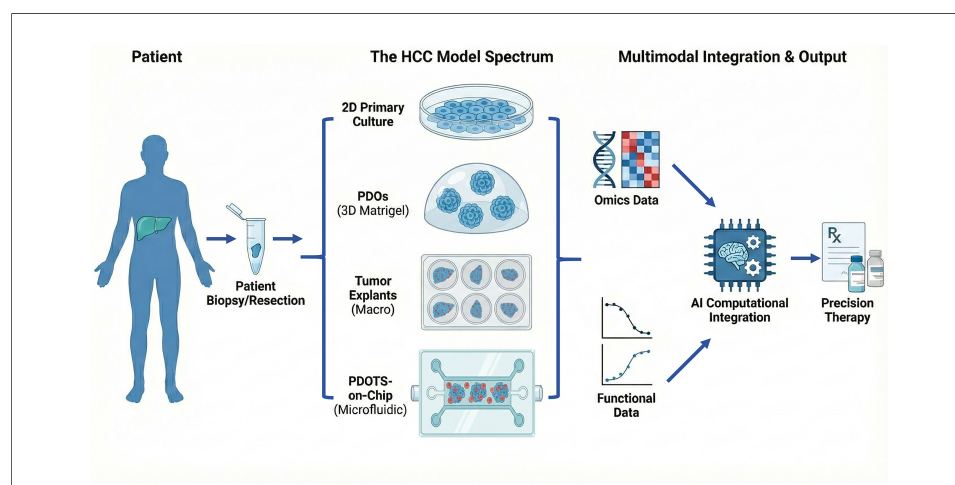 Patient
The HCC Model Spectrum
Multimodal Integration & Output
2D Primary
Culture
PDOs
(3D Matrigel)
Tumor
Explants
(Macro)
PDOTS-
on-Chip
(Microfluidic)
Patient
Biopsy/Resection
Omics Data
Functional
Data
AI Computational
Integration
Rx
Precision
Therapy